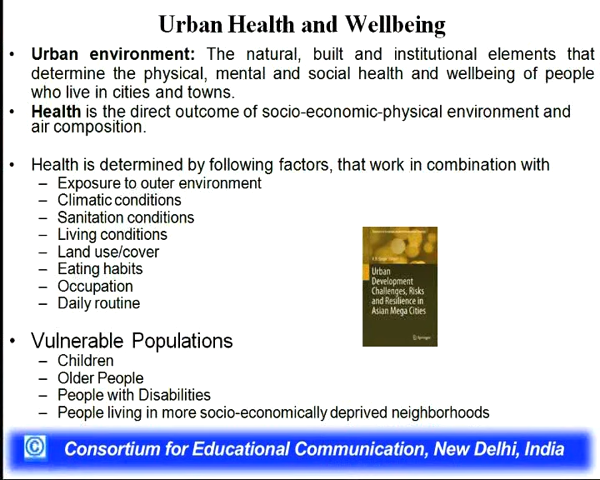 Urban Health and Wellbeing
• Urban environment: The natural, built and institutional elements that
determine the physical, mental and social health and wellbeing of people
who live in cities and towns.
• Health is the direct outcome of socio-economic-physical environment and
air composition.
• Health is determined by following factors, that work in combination with
– Exposure to outer environment
– Climatic conditions
– Sanitation conditions
– Living conditions
– Land use/cover
– Eating habits
– Occupation
– Daily routine
Urban
Development
Challenges, Risks
and Resilience in
Asian Mega Cities
Springer
• Vulnerable Populations
– Children
– Older People
– People with Disabilities
– People living in more socio-economically deprived neighborhoods
© Consortium for Educational Communication, New Delhi, India